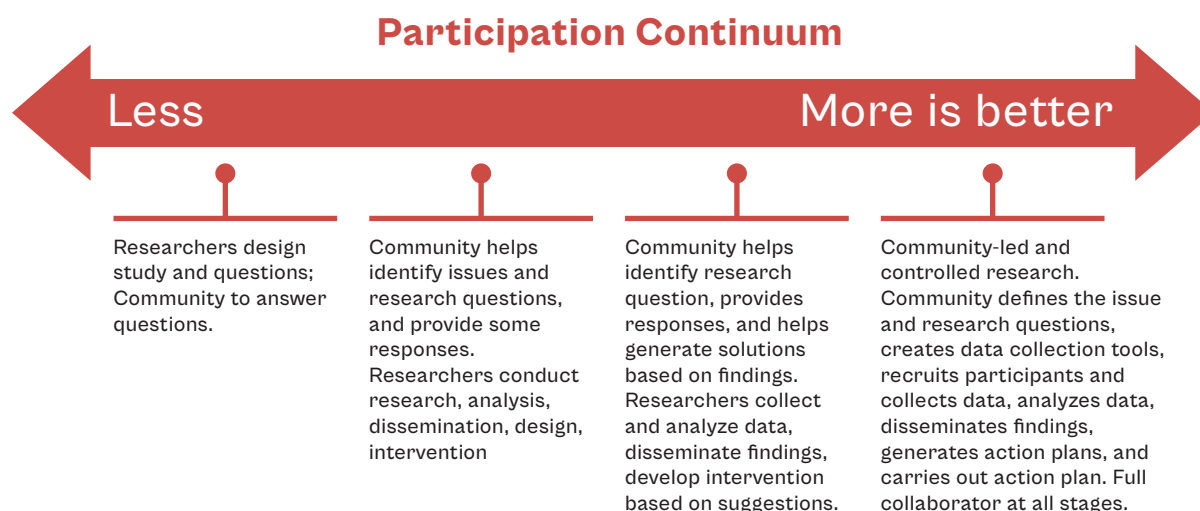 Participation Continuum
Less
More is better
Researchers design
study and questions;
Community to answer
questions.
Community helps
identify issues and
research questions,
and provide some
responses.
Researchers conduct
research, analysis,
dissemination, design,
intervention
Community helps
identify research
question, provides
responses, and helps
generate solutions
based on findings.
Researchers collect
and analyze data,
disseminate findings,
develop intervention
based on suggestions.
Community-led and
controlled research.
Community defines the issue
and research questions,
creates data collection tools,
recruits participants and
collects data, analyzes data,
disseminates findings,
generates action plans, and
carries out action plan. Full
collaborator at all stages.